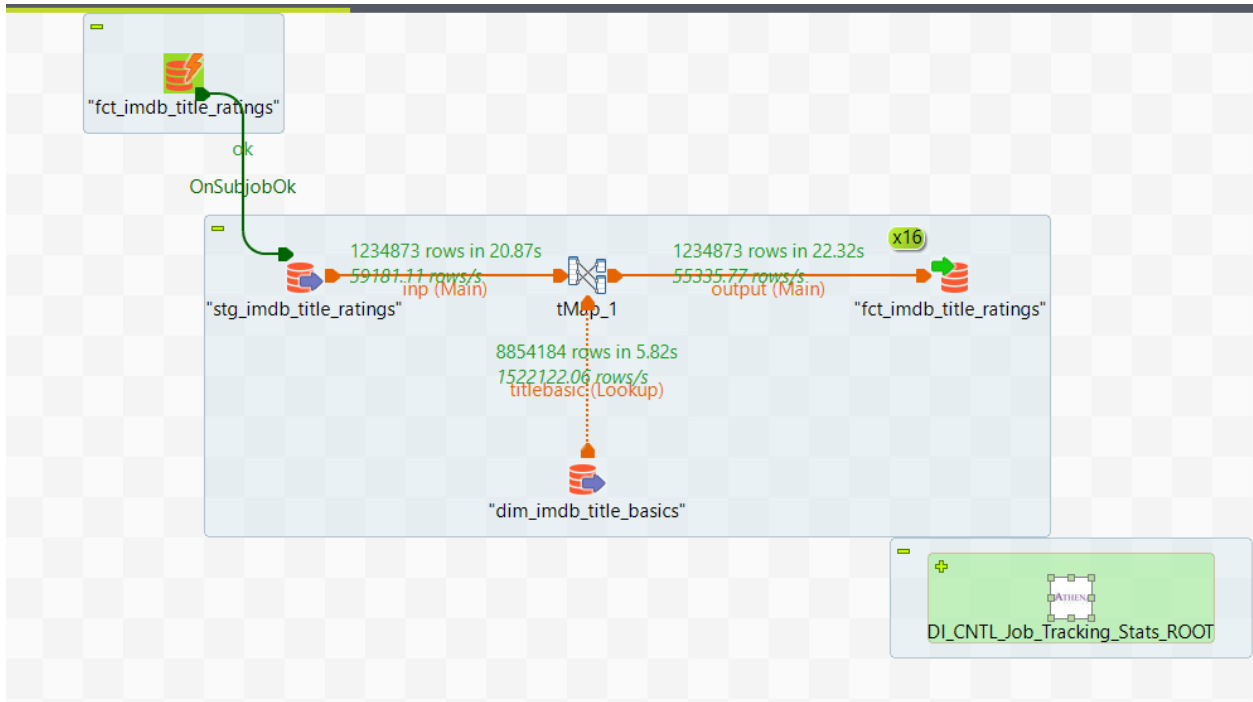 "fct_imdb_title_ratings"
ok
OnSubjobOk
1234873 rows in 20.87s
59181.11 rows/s
inp (Main)
1234873 rows in 22.32s
55335.77 rows/s
output (Main)
x16
"stg_imdb_title_ratings"
tMap_1
"fct_imdb_title_ratings"
8854184 rows in 5.82s
1522122.06 rows/s
titlebasic (Lookup)
"dim_imdb_title_basics"
ATHENA
DI_CNTL_Job_Tracking_Stats_ROOT